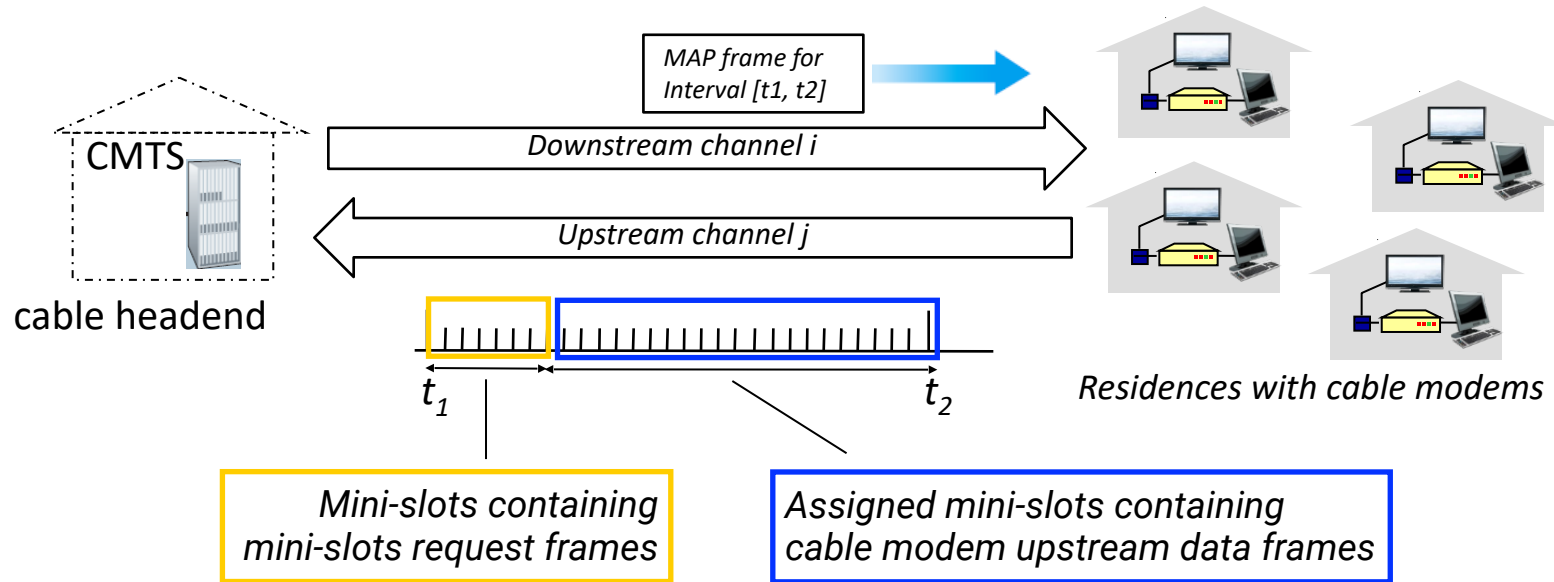 MAP frame for
Interval [t1, t2]
CMTS
Downstream channel i
Upstream channel j
cable headend
t1
t2
Residences with cable modems
Mini-slots containing
mini-slots request frames
Assigned mini-slots containing
cable modem upstream data frames